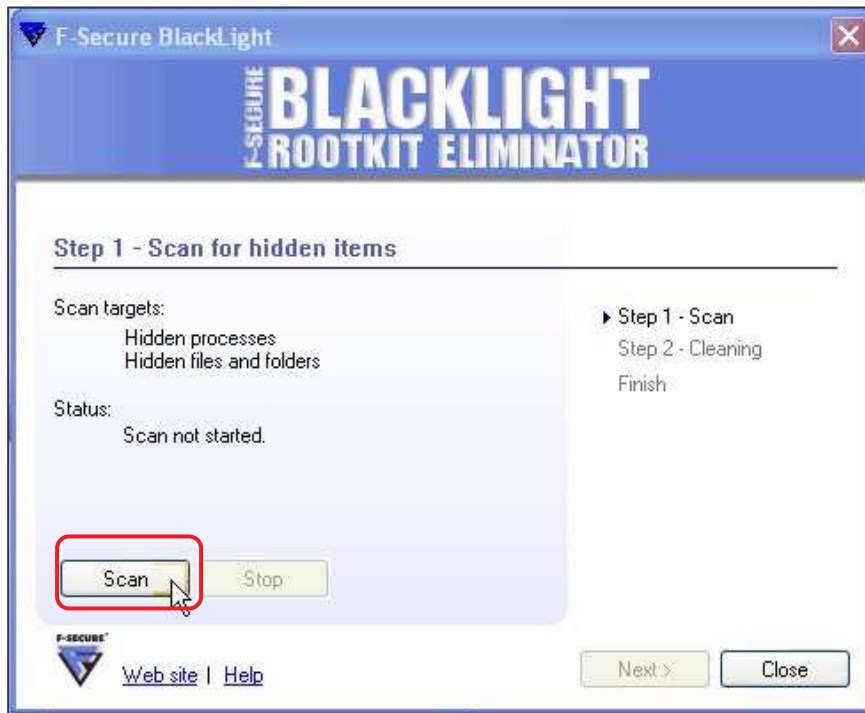 F-Secure BlackLight
F-SECURE
BLACKLIGHT
ROOTKIT ELIMINATOR
Step 1 - Scan for hidden items
Scan targets:
Hidden processes
Hidden files and folders
Status:
Scan not started.
Scan
Stop
Step 1 - Scan
Step 2 - Cleaning
Finish
F-SECURE
Web site | Help
Next >
Close